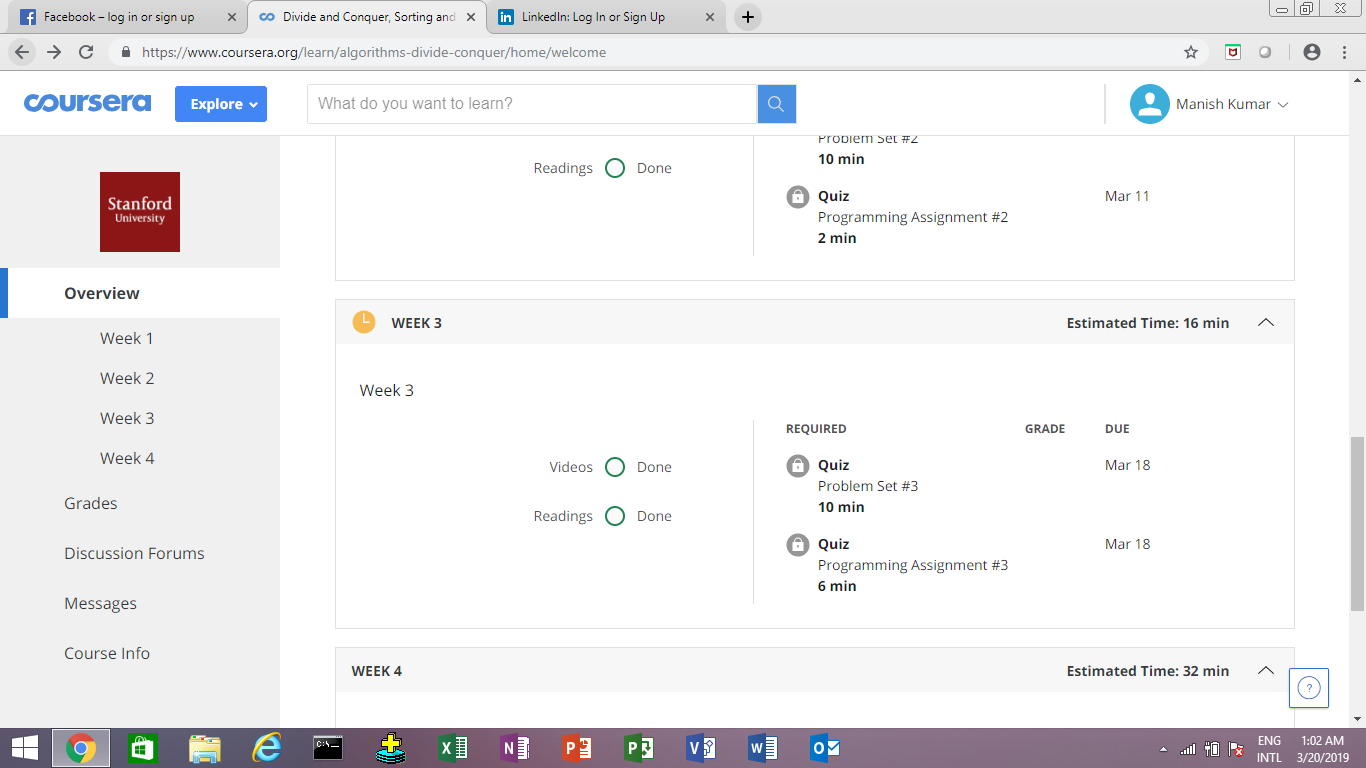 Facebook – log in or sign up
Divide and Conquer, Sorting and
LinkedIn: Log In or Sign Up
https://www.coursera.org/learn/algorithms-divide-conquer/home/welcome
coursera
Explore
What do you want to learn?
Manish Kumar
Stanford
University
Overview
Week 1
Week 2
Week 3
Week 4
Grades
Discussion Forums
Messages
Course Info
Readings Done
Problem Set #2
10 min
Quiz Mar 11
Programming Assignment #2
2 min
WEEK 3 Estimated Time: 16 min
Week 3
REQUIRED GRADE DUE
Videos Done
Readings Done
Quiz Mar 18
Problem Set #3
10 min
Quiz Mar 18
Programming Assignment #3
6 min
WEEK 4 Estimated Time: 32 min
?
ENG 1:02 AM
INTL 3/20/2019